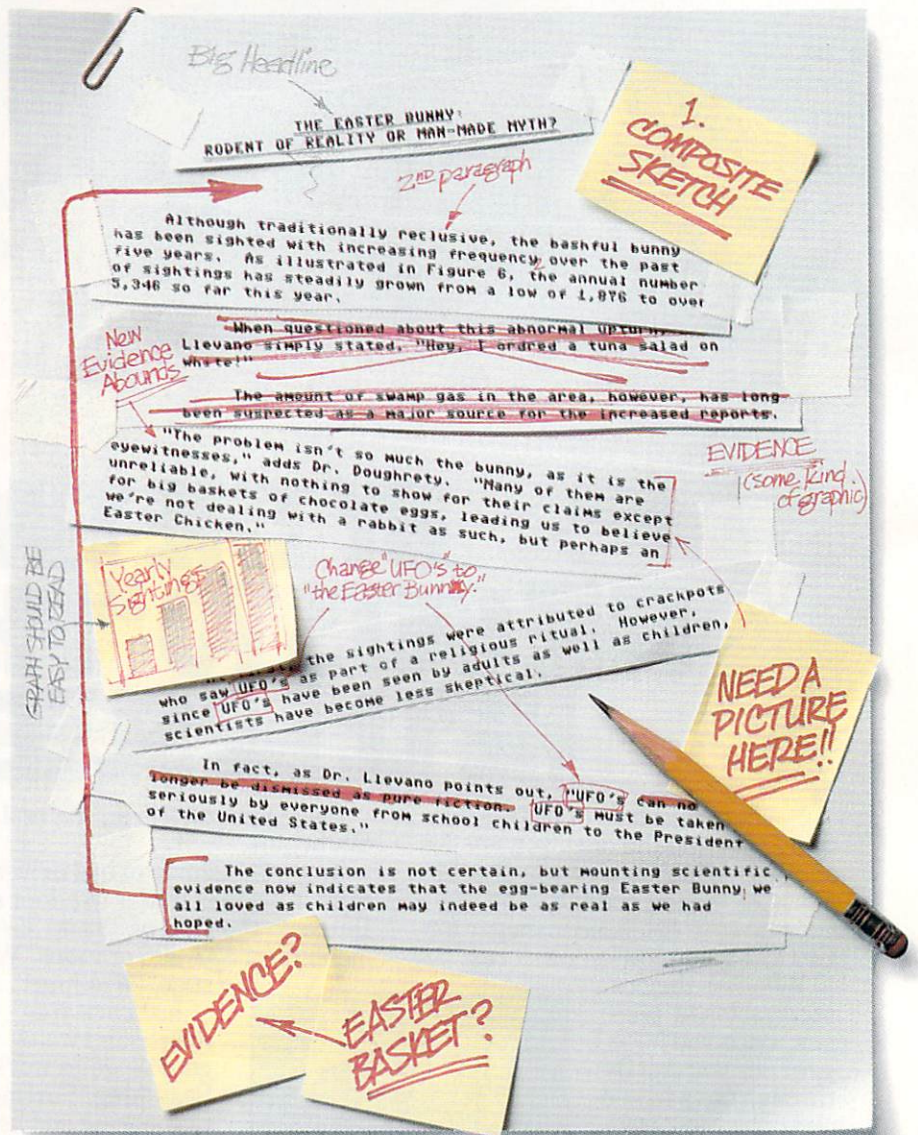 Big Headline
THE EASTER BUNNY:
RODENT OF REALITY OR MAN-MADE MYTH?
1.
COMPOSITE
SKETCH
2ND paragraph
Although traditionally reclusive, the bashful bunny
has been sighted with increasing frequency over the past
five years. As illustrated in Figure 6, the annual number
of sightings has steadily grown from a low of 1,876 to over
5,346 so far this year.
When questioned about this abnormal upturn,
Llevano simply stated, "Hey, I ordred a tuna salad on
whate!"
New
Evidence
Abounds
The amount of swamp gas in the area, however, has long
been suspected as a major source for the increased reports.
"The problem isn't so much the bunny, as it is the
eyewitnesses," adds Dr. Doughrety. "Many of them are
unreliable, with nothing to show for their claims except
for big baskets of chocolate eggs, leading us to believe
we're not dealing with a rabbit as such, but perhaps an
Easter Chicken."
EVIDENCE
(some kind
of graphic)
GRAPH SHOULD BE
EASY TO READ
Yearly
Sightings
Change "UFO's" to
"the Easter Bunny."
the sightings were attributed to crackpots
who saw UFO's as part of a religious ritual. However,
since UFO's have been seen by adults as well as children,
scientists have become less skeptical.
NEED A
PICTURE
HERE!!
In fact, as Dr. Llevano points out, "UFO's can no
longer be dismissed as pure fiction. UFO's must be taken
seriously by everyone from school children to the President
of the United States."
The conclusion is not certain, but mounting scientific
evidence now indicates that the egg-bearing Easter Bunny we
all loved as children may indeed be as real as we had
hoped.
EVIDENCE?
EASTER
BASKET?